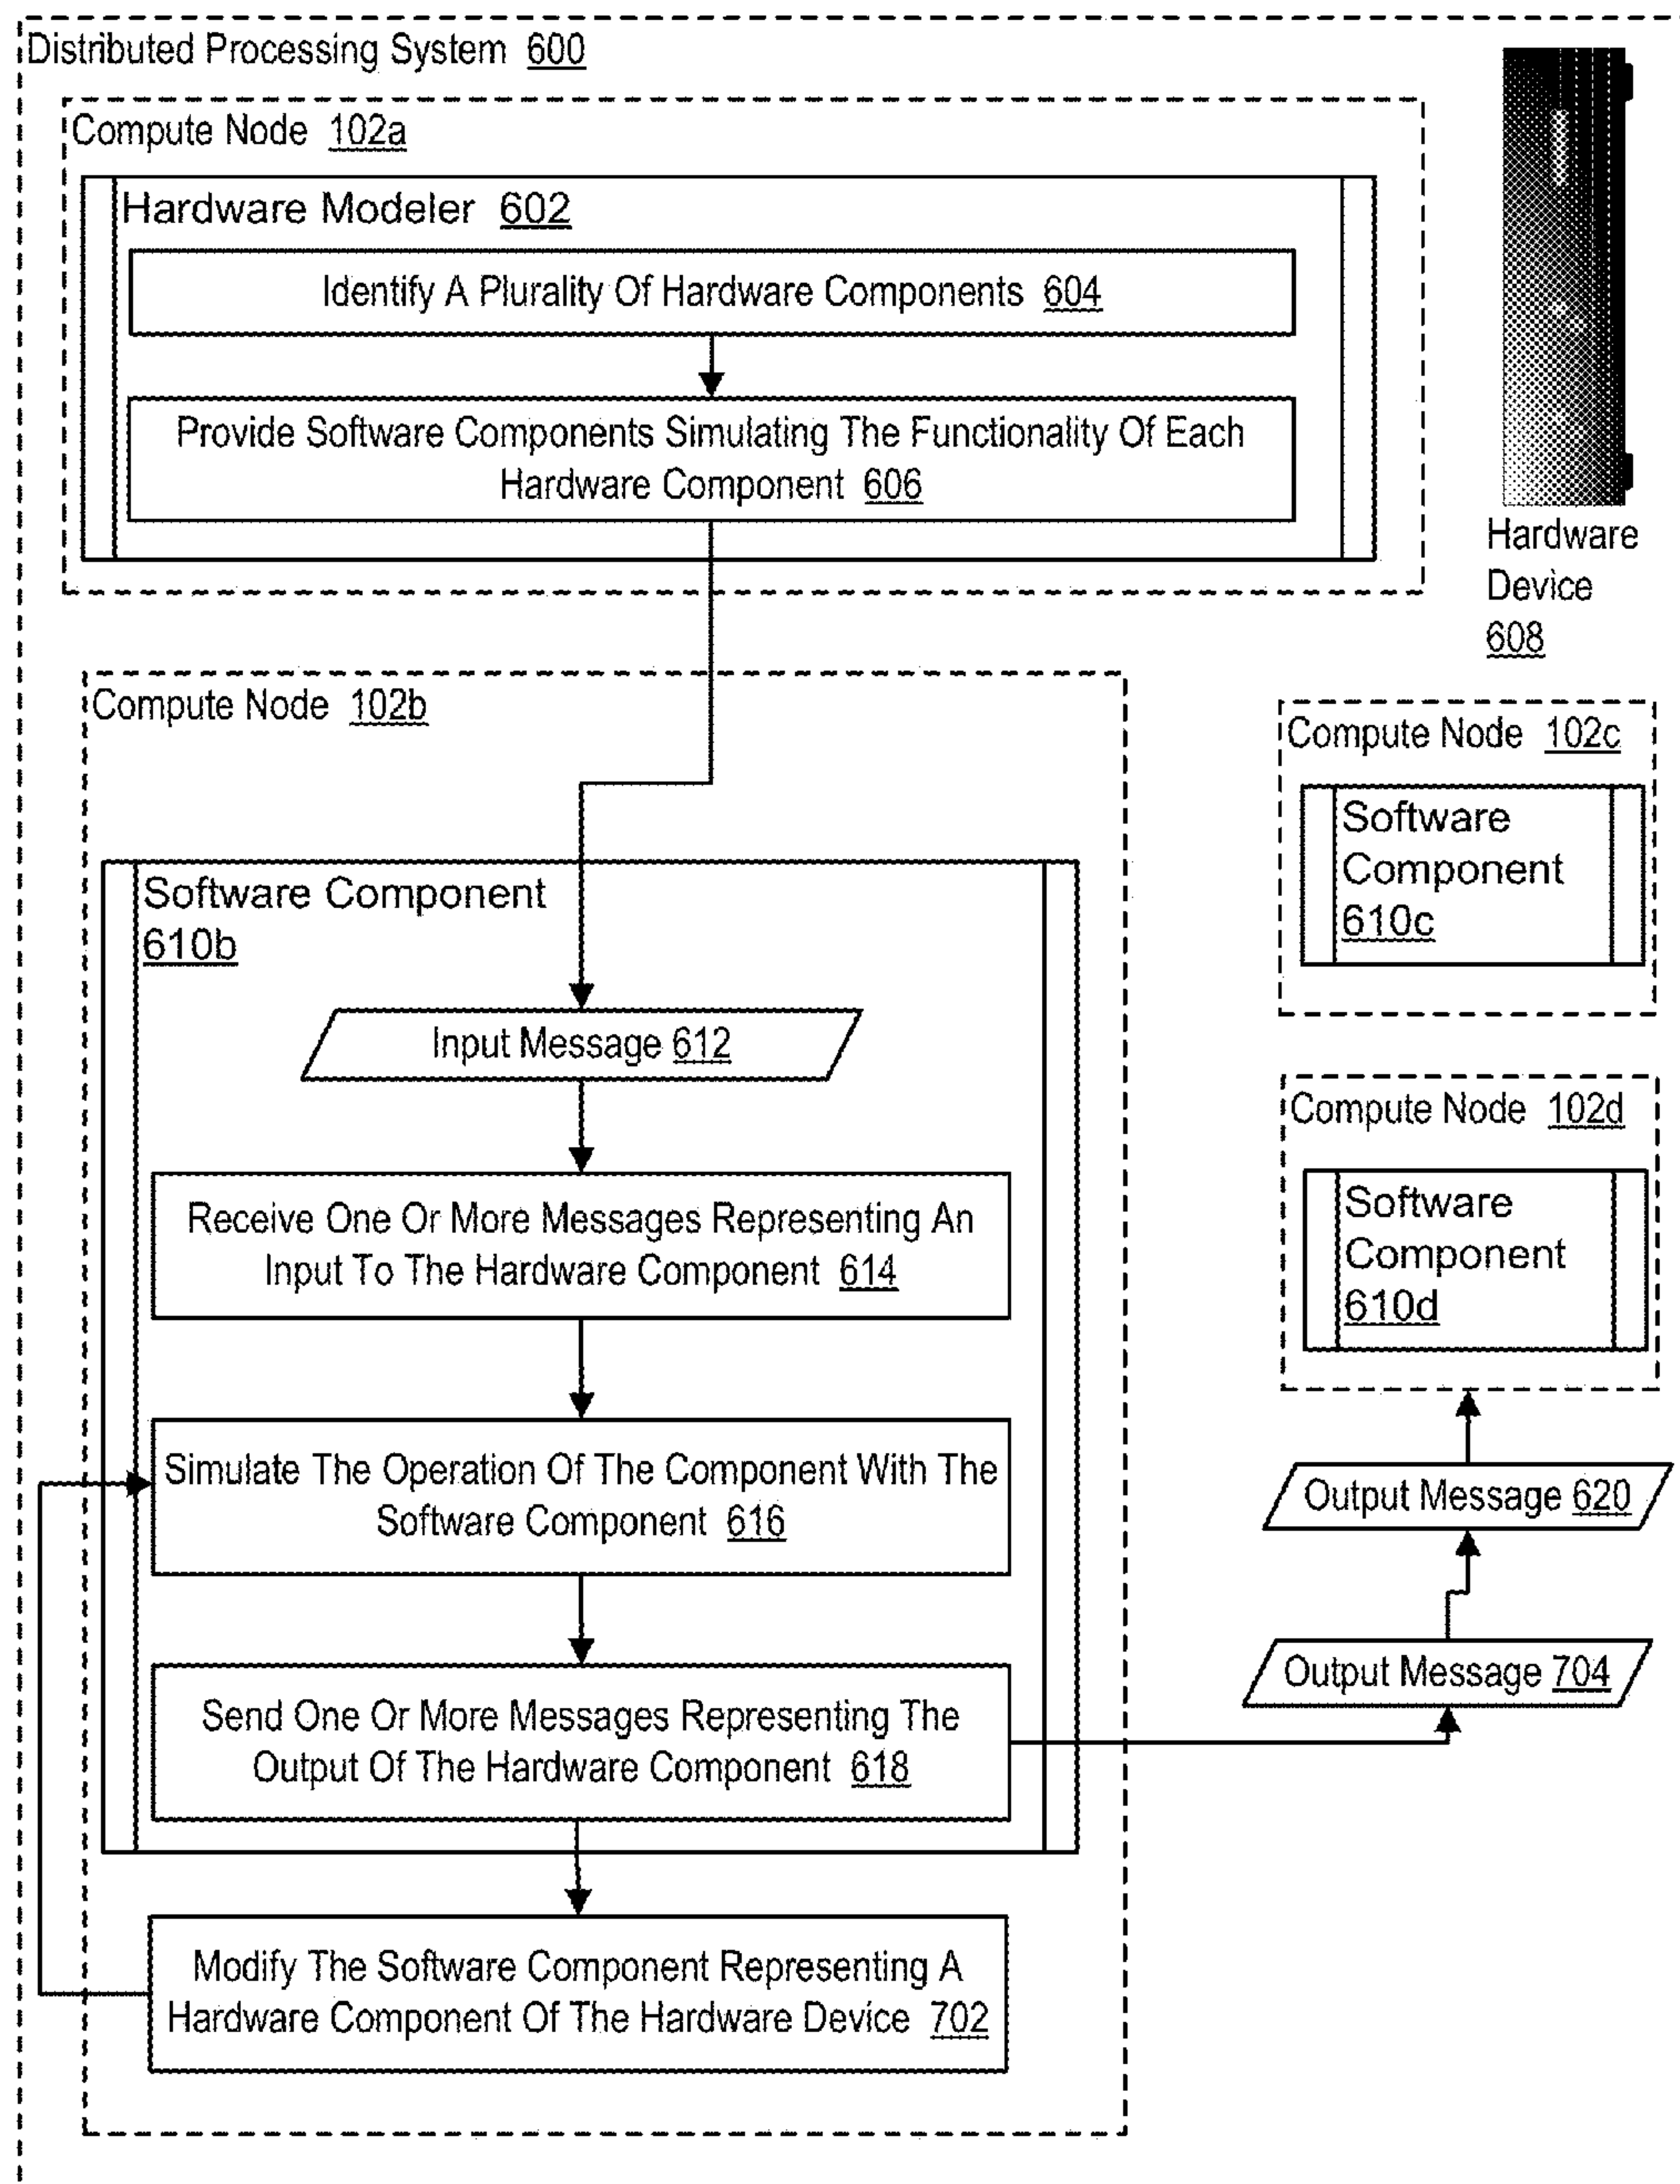 Distributed Processing System 600
Compute Node 102a
Hardware Modeler 602
Identify A Plurality Of Hardware Components 604
Provide Software Components Simulating The Functionality Of Each
Hardware Component 606
Hardware
Device
608
Compute Node 102b
Software Component
610b
Input Message 612
Receive One Or More Messages Representing An
Input To The Hardware Component 614
Simulate The Operation Of The Component With The
Software Component 616
Send One Or More Messages Representing The
Output Of The Hardware Component 618
Modify The Software Component Representing A
Hardware Component Of The Hardware Device 702
Compute Node 102c
Software
Component
610c
Compute Node 102d
Software
Component
610d
Output Message 620
Output Message 704